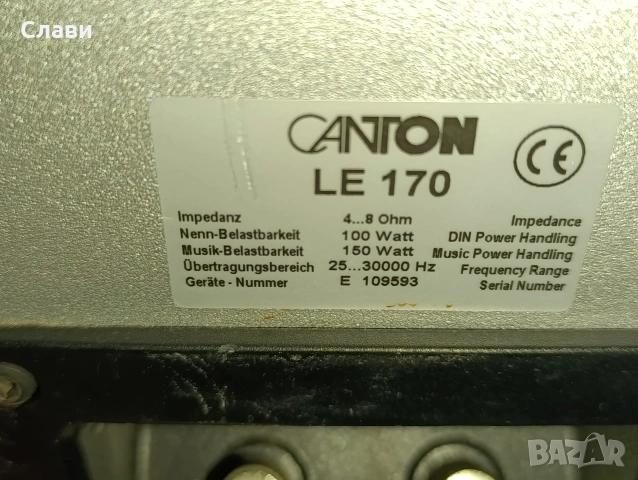 Слави
CANTON
CE
LE 170
Impedanz 4...8 Ohm Impedance
Nenn-Belastbarkeit 100 Watt DIN Power Handling
Musik-Belastbarkeit 150 Watt Music Power Handling
Übertragungsbereich 25...30000 Hz Frequency Range
Geräte - Nummer E 109593 Serial Number
BAZAR